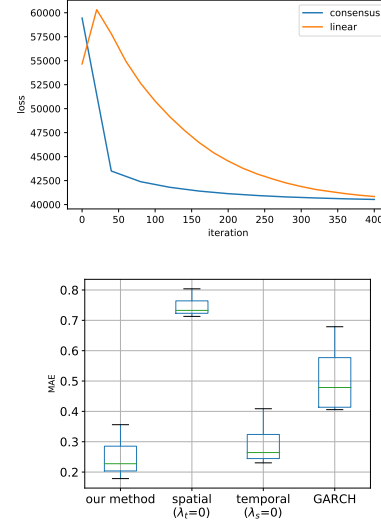 60000
57500
55000
52500
50000
47500
45000
42500
40000
loss
consensus
linear
0 50 100 150 200 250 300 350 400
iteration
0.8
0.7
0.6
0.5
0.4
0.3
0.2
MAE
our method spatial temporal GARCH
(λt=0) (λs=0)